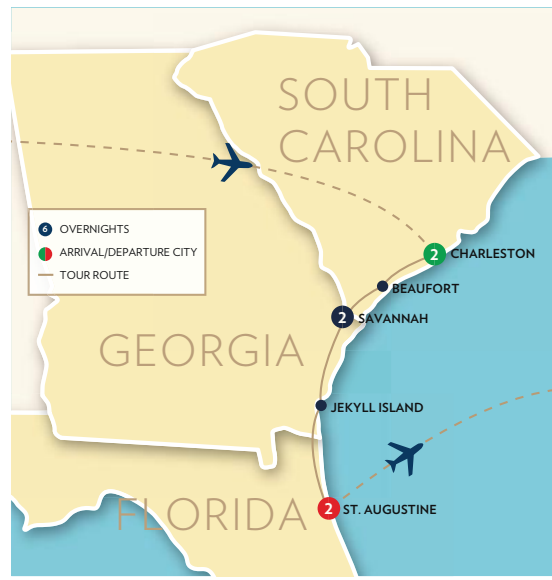 SOUTH
CAROLINA
6 OVERNIGHTS
ARRIVAL/DEPARTURE CITY
TOUR ROUTE
2 CHARLESTON
BEAUFORT
2 SAVANNAH
GEORGIA
JEKYLL ISLAND
FLORIDA
2 ST. AUGUSTINE